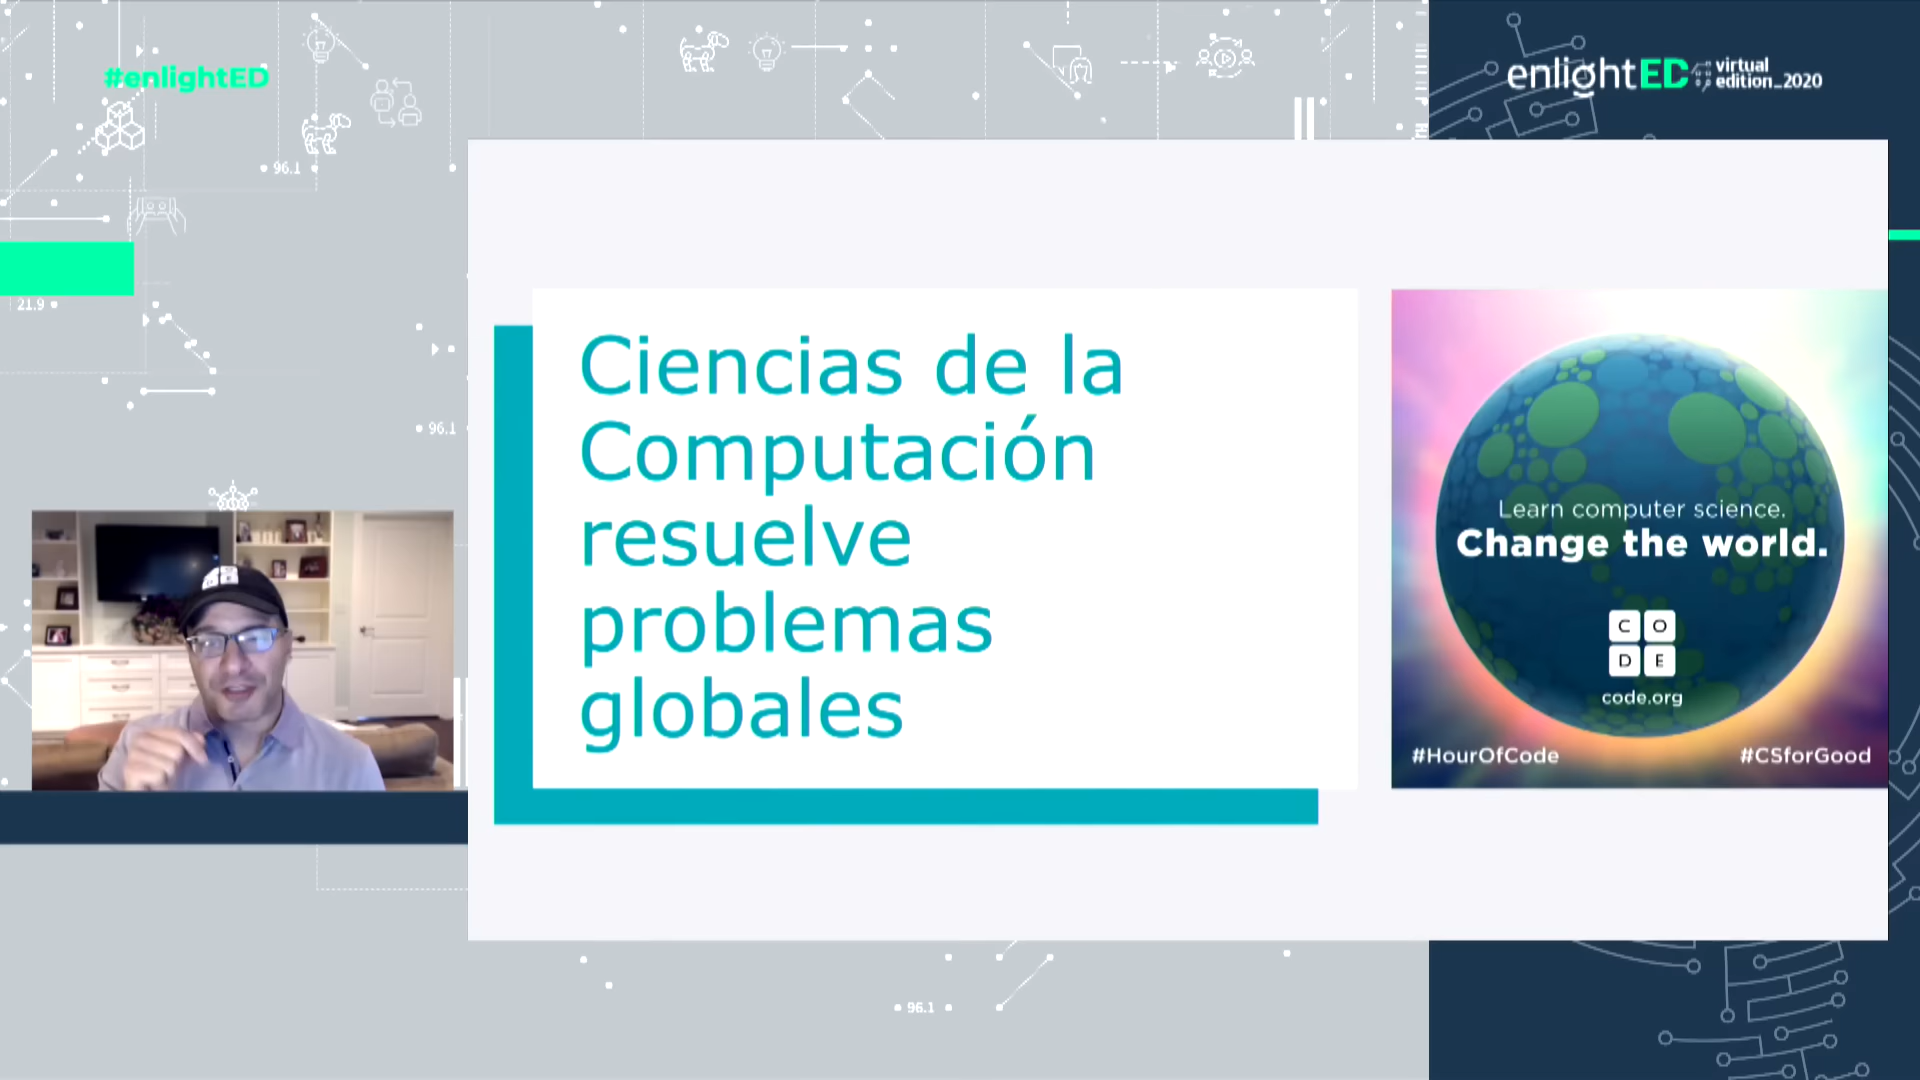 #enlightED
enlightED virtual
edition_2020
96.1
21.9
96.1
Ciencias de la
Computación
resuelve
problemas
globales
Learn computer science.
Change the world.
C O
D E
code.org
#HourOfCode #CSforGood
96.1